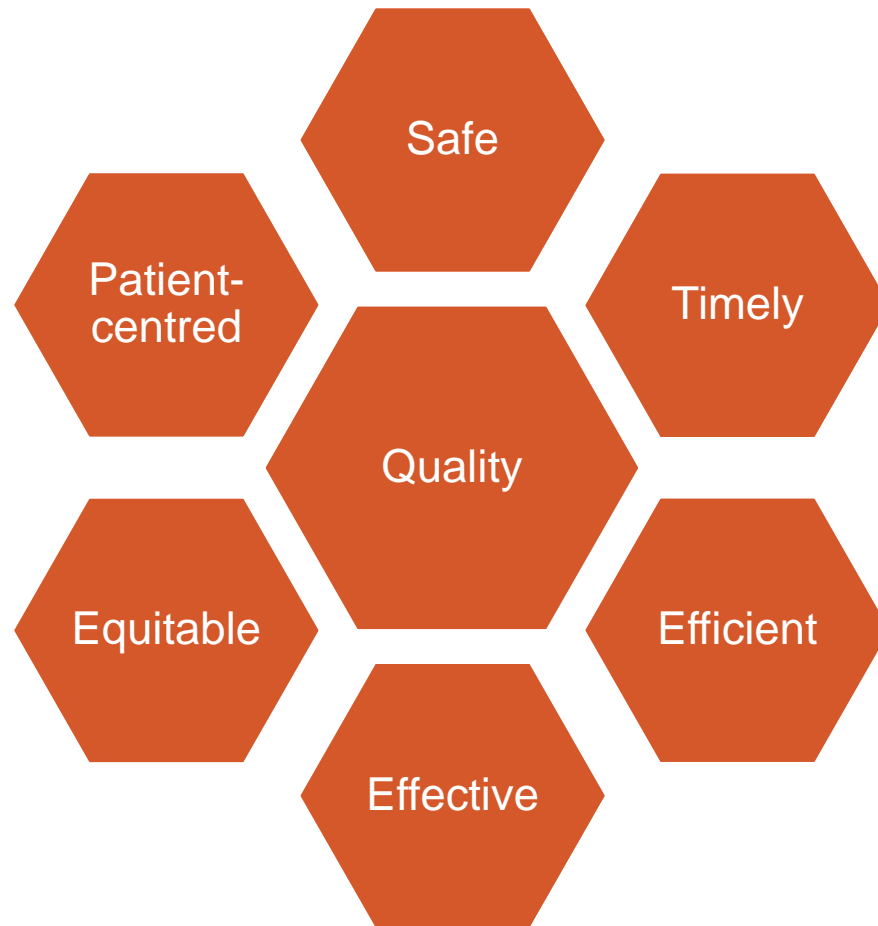 Safe
Patient-
centred
Timely
Quality
Equitable
Efficient
Effective